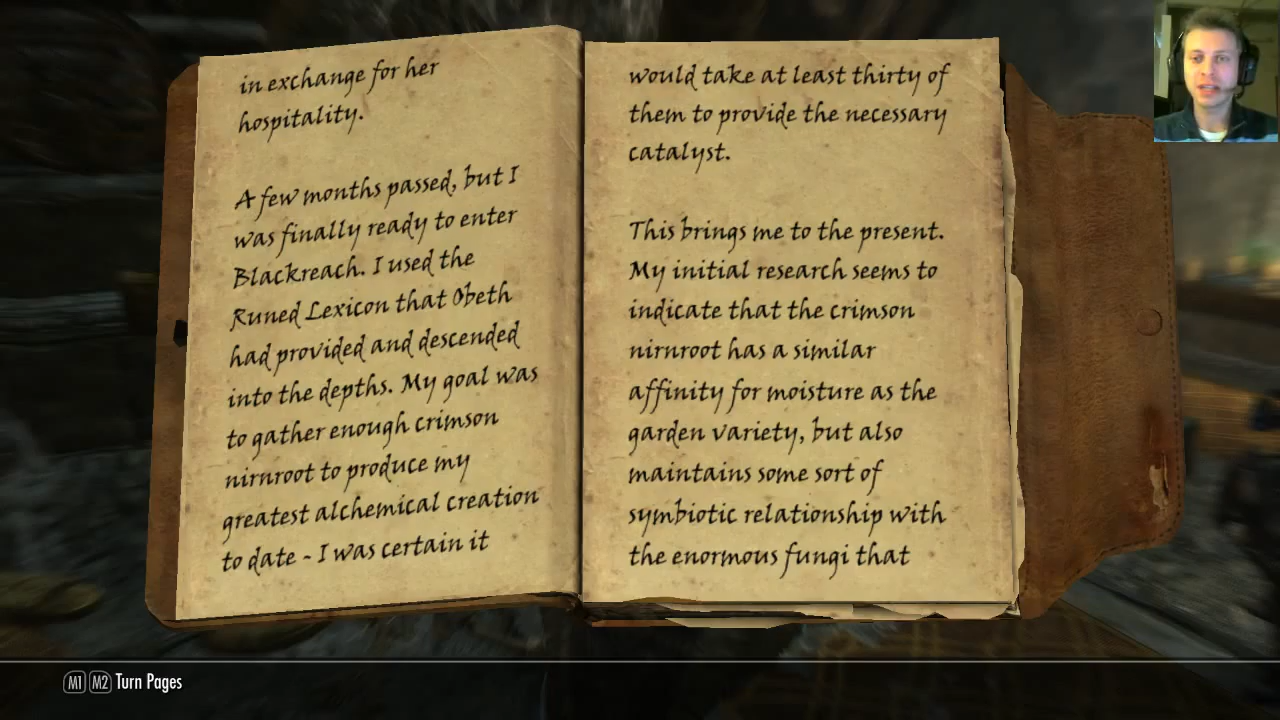 in exchange for her
hospitality.
A few months passed, but I
was finally ready to enter
Blackreach. I used the
Runed Lexicon that Obeth
had provided and descended
into the depths. My goal was
to gather enough crimson
nirnroot to produce my
greatest alchemical creation
to date - I was certain it
would take at least thirty of
them to provide the necessary
catalyst.
This brings me to the present.
My initial research seems to
indicate that the crimson
nirnroot has a similar
affinity for moisture as the
garden variety, but also
maintains some sort of
symbiotic relationship with
the enormous fungi that
M1 M2 Turn Pages